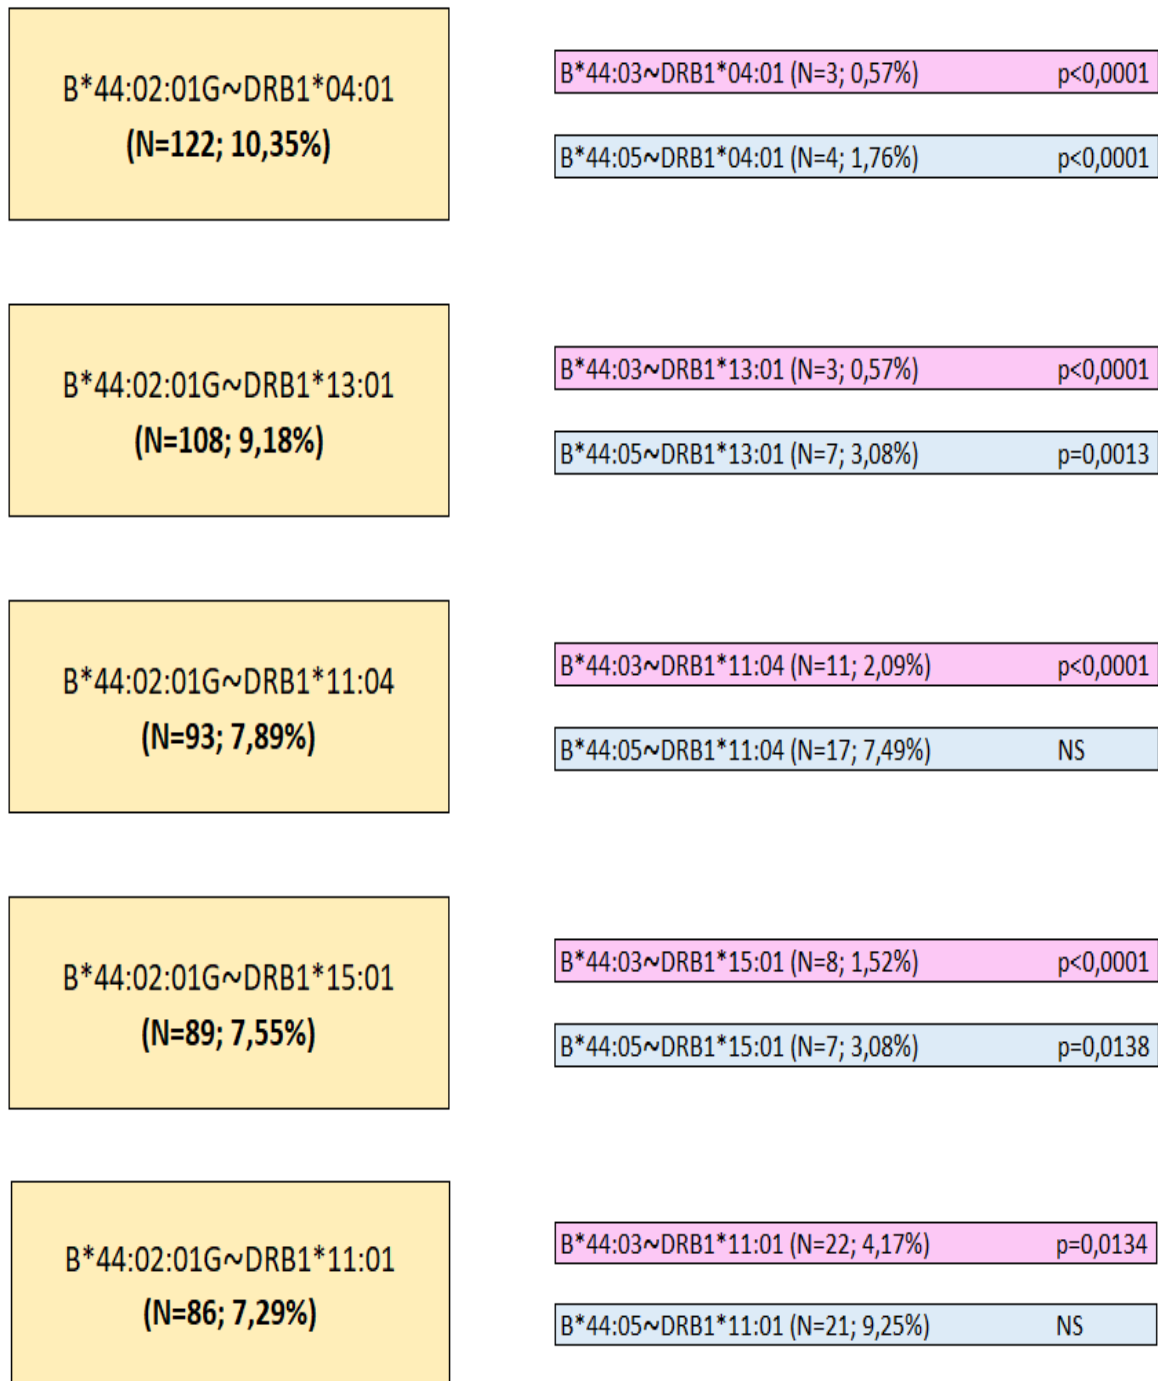 B*44:02:01G~DRB1*04:01
(N=122; 10,35%)
B*44:03~DRB1*04:01 (N=3; 0,57%) p<0,0001
B*44:05~DRB1*04:01 (N=4; 1,76%) p<0,0001
B*44:02:01G~DRB1*13:01
(N=108; 9,18%)
B*44:03~DRB1*13:01 (N=3; 0,57%) p<0,0001
B*44:05~DRB1*13:01 (N=7; 3,08%) p=0,0013
B*44:02:01G~DRB1*11:04
(N=93; 7,89%)
B*44:03~DRB1*11:04 (N=11; 2,09%) p<0,0001
B*44:05~DRB1*11:04 (N=17; 7,49%) NS
B*44:02:01G~DRB1*15:01
(N=89; 7,55%)
B*44:03~DRB1*15:01 (N=8; 1,52%) p<0,0001
B*44:05~DRB1*15:01 (N=7; 3,08%) p=0,0138
B*44:02:01G~DRB1*11:01
(N=86; 7,29%)
B*44:03~DRB1*11:01 (N=22; 4,17%) p=0,0134
B*44:05~DRB1*11:01 (N=21; 9,25%) NS